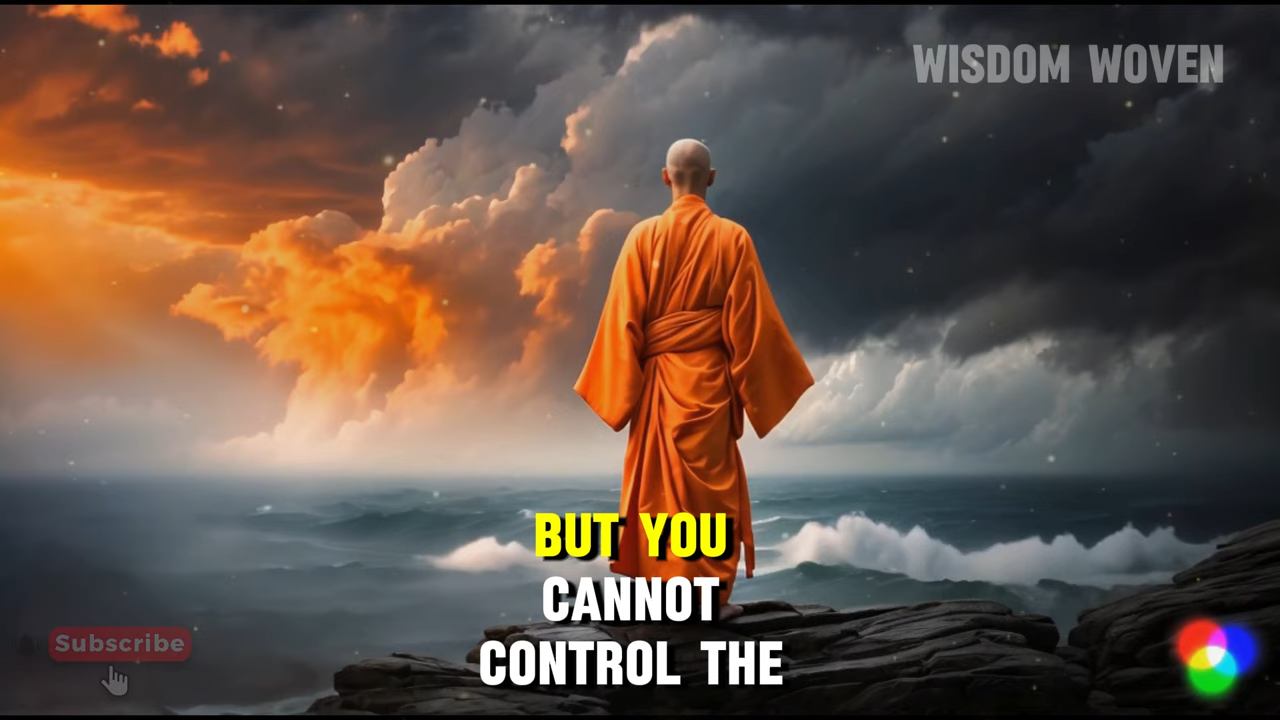 WISDOM WOVEN
BUT YOU
CANNOT
CONTROL THE
Subscribe